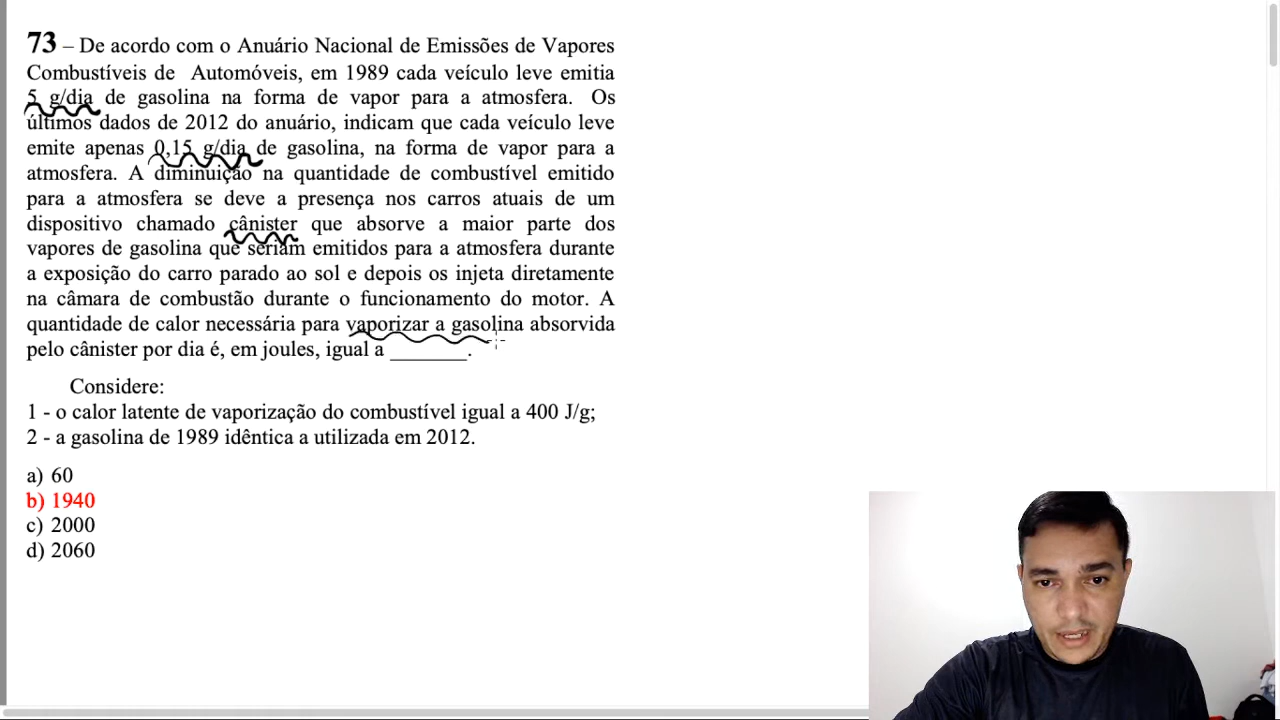 73 – De acordo com o Anuário Nacional de Emissões de Vapores
Combustíveis de Automóveis, em 1989 cada veículo leve emitia
5 g/dia de gasolina na forma de vapor para a atmosfera. Os
últimos dados de 2012 do anuário, indicam que cada veículo leve
emite apenas 0,15 g/dia de gasolina, na forma de vapor para a
atmosfera. A diminuição na quantidade de combustível emitido
para a atmosfera se deve a presença nos carros atuais de um
dispositivo chamado cânister que absorve a maior parte dos
vapores de gasolina que seriam emitidos para a atmosfera durante
a exposição do carro parado ao sol e depois os injeta diretamente
na câmara de combustão durante o funcionamento do motor. A
quantidade de calor necessária para vaporizar a gasolina absorvida
pelo cânister por dia é, em joules, igual a _______.
Considere:
1 - o calor latente de vaporização do combustível igual a 400 J/g;
2 - a gasolina de 1989 idêntica a utilizada em 2012.
a) 60
b) 1940
c) 2000
d) 2060